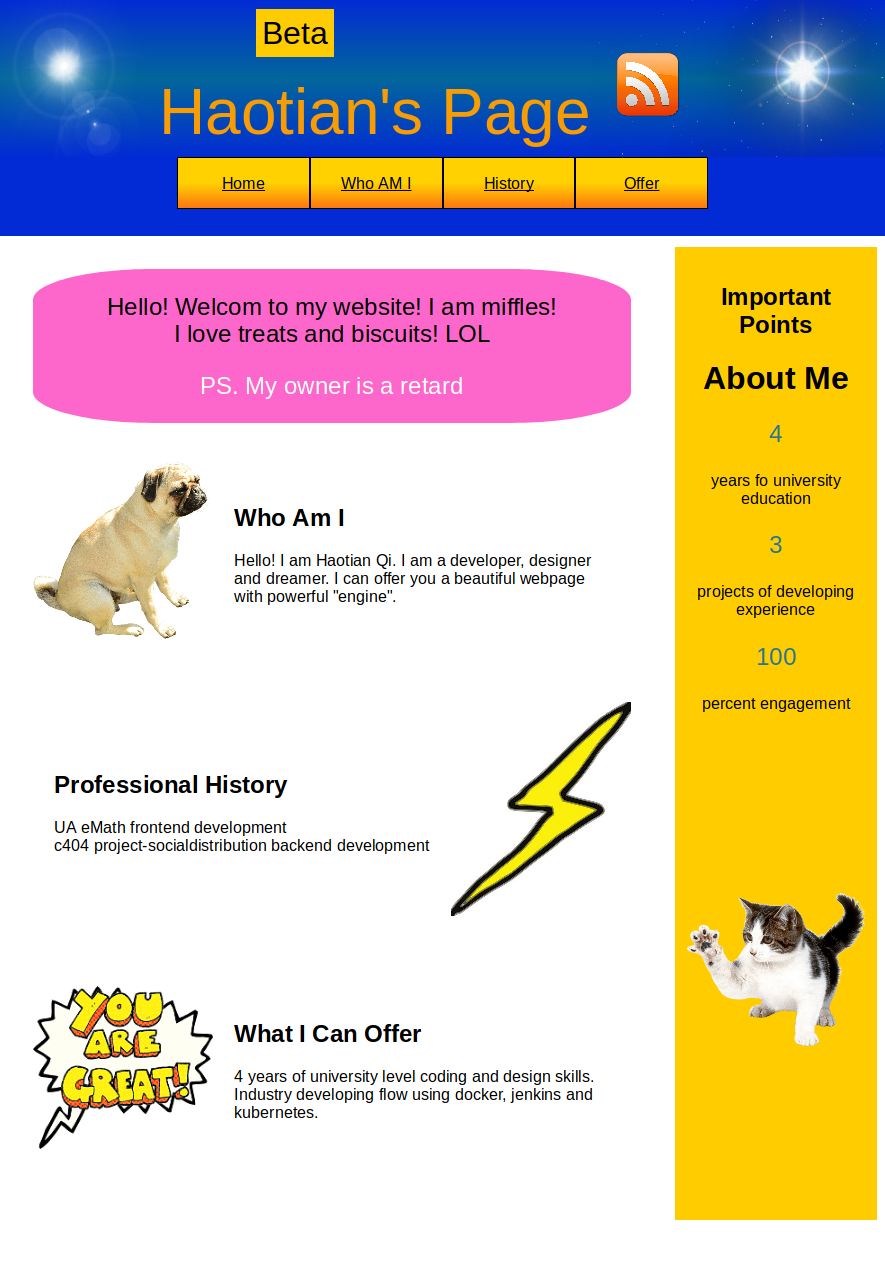 Beta
Haotian's Page
Home
Who AM I
History
Offer
Hello! Welcom to my website! I am miffles!
I love treats and biscuits! LOL
PS. My owner is a retard
Who Am I
Hello! I am Haotian Qi. I am a developer, designer
and dreamer. I can offer you a beautiful webpage
with powerful "engine".
Professional History
UA eMath frontend development
c404 project-socialdistribution backend development
YOU
ARE
GREAT!
What I Can Offer
4 years of university level coding and design skills.
Industry developing flow using docker, jenkins and
kubernetes.
Important
Points
About Me
4
years fo university
education
3
projects of developing
experience
100
percent engagement